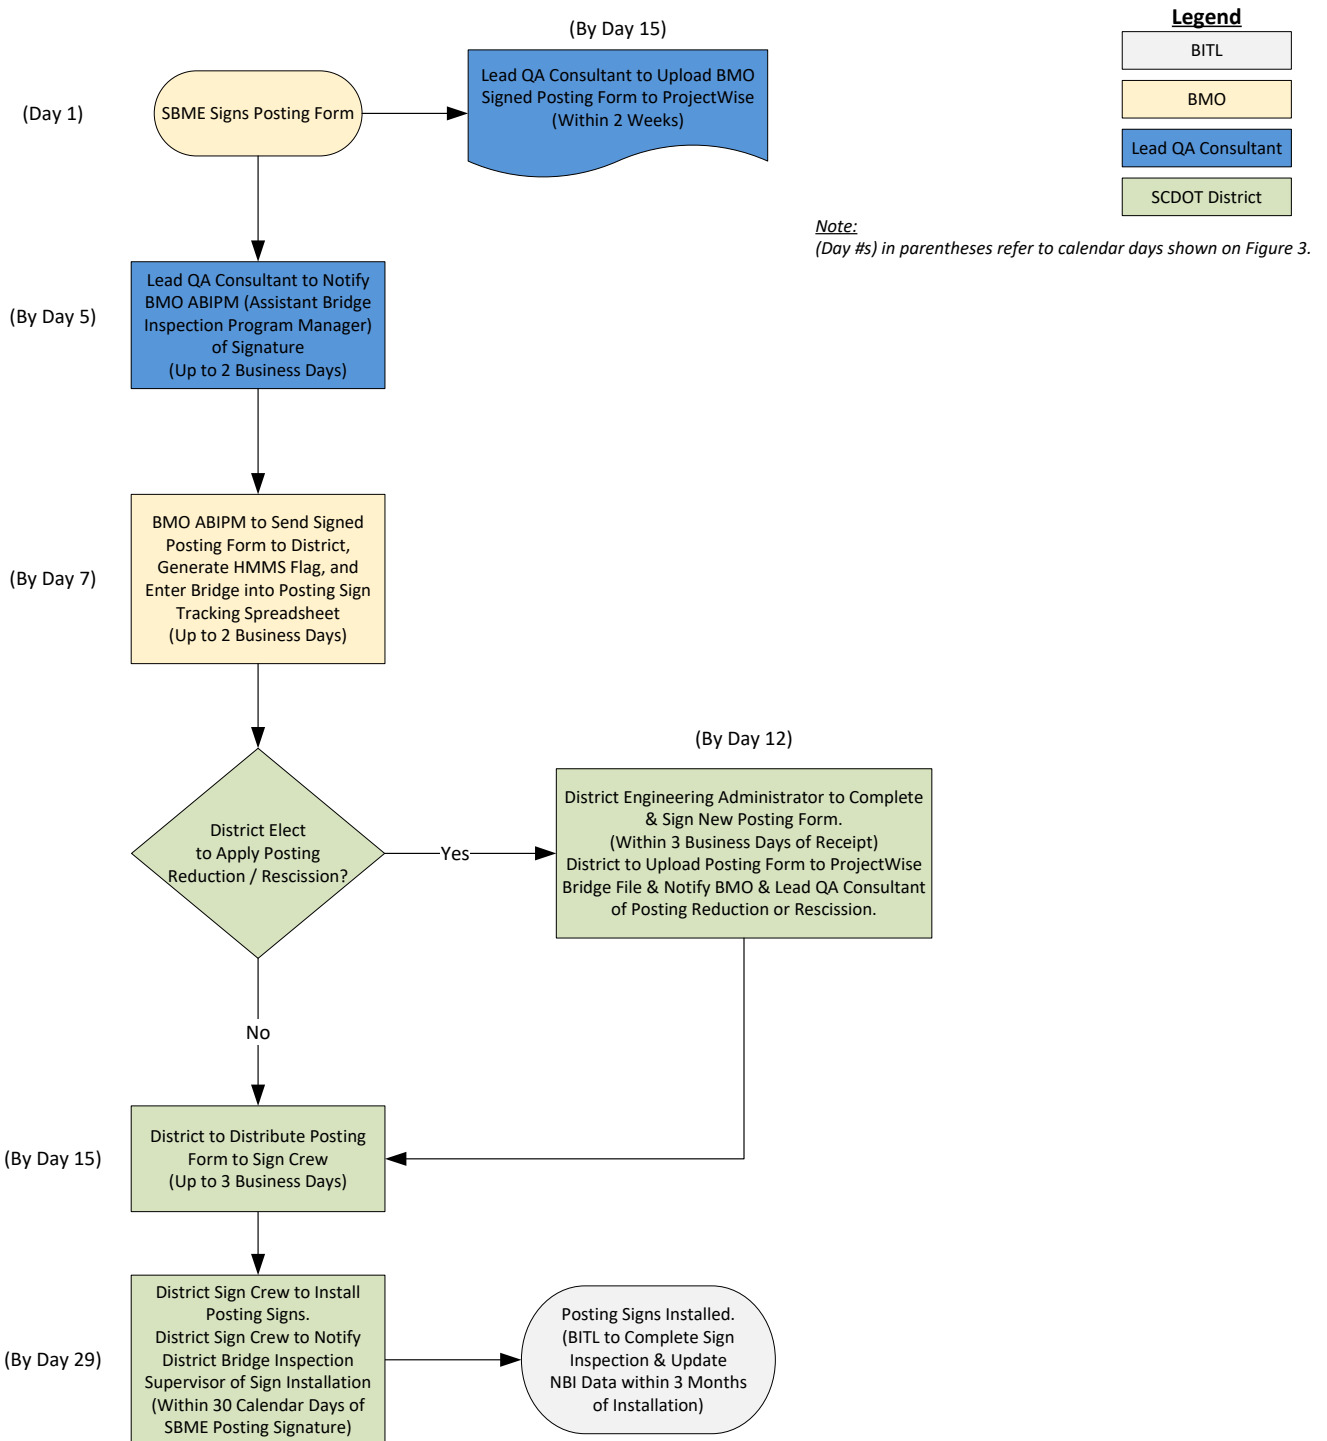 Legend
BITL
BMO
Lead QA Consultant
SCDOT District
Note:
(Day #s) in parentheses refer to calendar days shown on Figure 3.
(Day 1)
SBME Signs Posting Form
(By Day 15)
Lead QA Consultant to Upload BMO
Signed Posting Form to ProjectWise
(Within 2 Weeks)
(By Day 5)
Lead QA Consultant to Notify
BMO ABIPM (Assistant Bridge
Inspection Program Manager)
of Signature
(Up to 2 Business Days)
(By Day 7)
BMO ABIPM to Send Signed
Posting Form to District,
Generate HMMS Flag, and
Enter Bridge into Posting Sign
Tracking Spreadsheet
(Up to 2 Business Days)
District Elect
to Apply Posting
Reduction / Rescission?
Yes
(By Day 12)
District Engineering Administrator to Complete
& Sign New Posting Form.
(Within 3 Business Days of Receipt)
District to Upload Posting Form to ProjectWise
Bridge File & Notify BMO & Lead QA Consultant
of Posting Reduction or Rescission.
No
(By Day 15)
District to Distribute Posting
Form to Sign Crew
(Up to 3 Business Days)
(By Day 29)
District Sign Crew to Install
Posting Signs.
District Sign Crew to Notify
District Bridge Inspection
Supervisor of Sign Installation
(Within 30 Calendar Days of
SBME Posting Signature)
Posting Signs Installed.
(BITL to Complete Sign
Inspection & Update
NBI Data within 3 Months
of Installation)